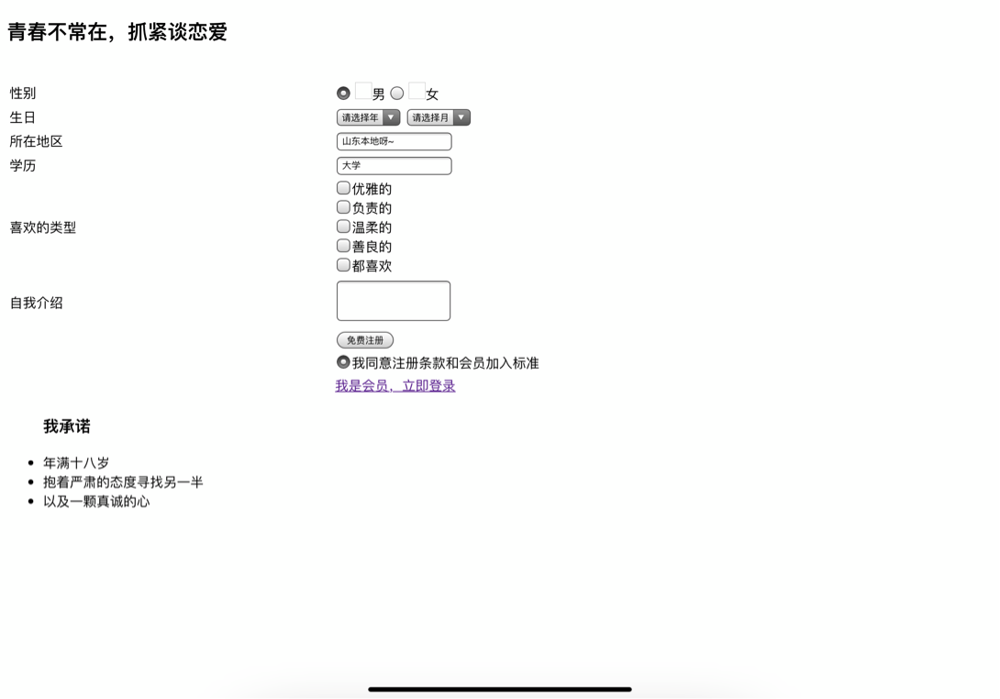 青春不常在，抓紧谈恋爱
性别 男 女
生日 请选择年 请选择月
所在地区 山东本地呀~
学历 大学
优雅的
负责的
喜欢的类型 温柔的
善良的
都喜欢
自我介绍
免费注册
我同意注册条款和会员加入标准
我是会员，立即登录
我承诺
年满十八岁
抱着严肃的态度寻找另一半
以及一颗真诚的心